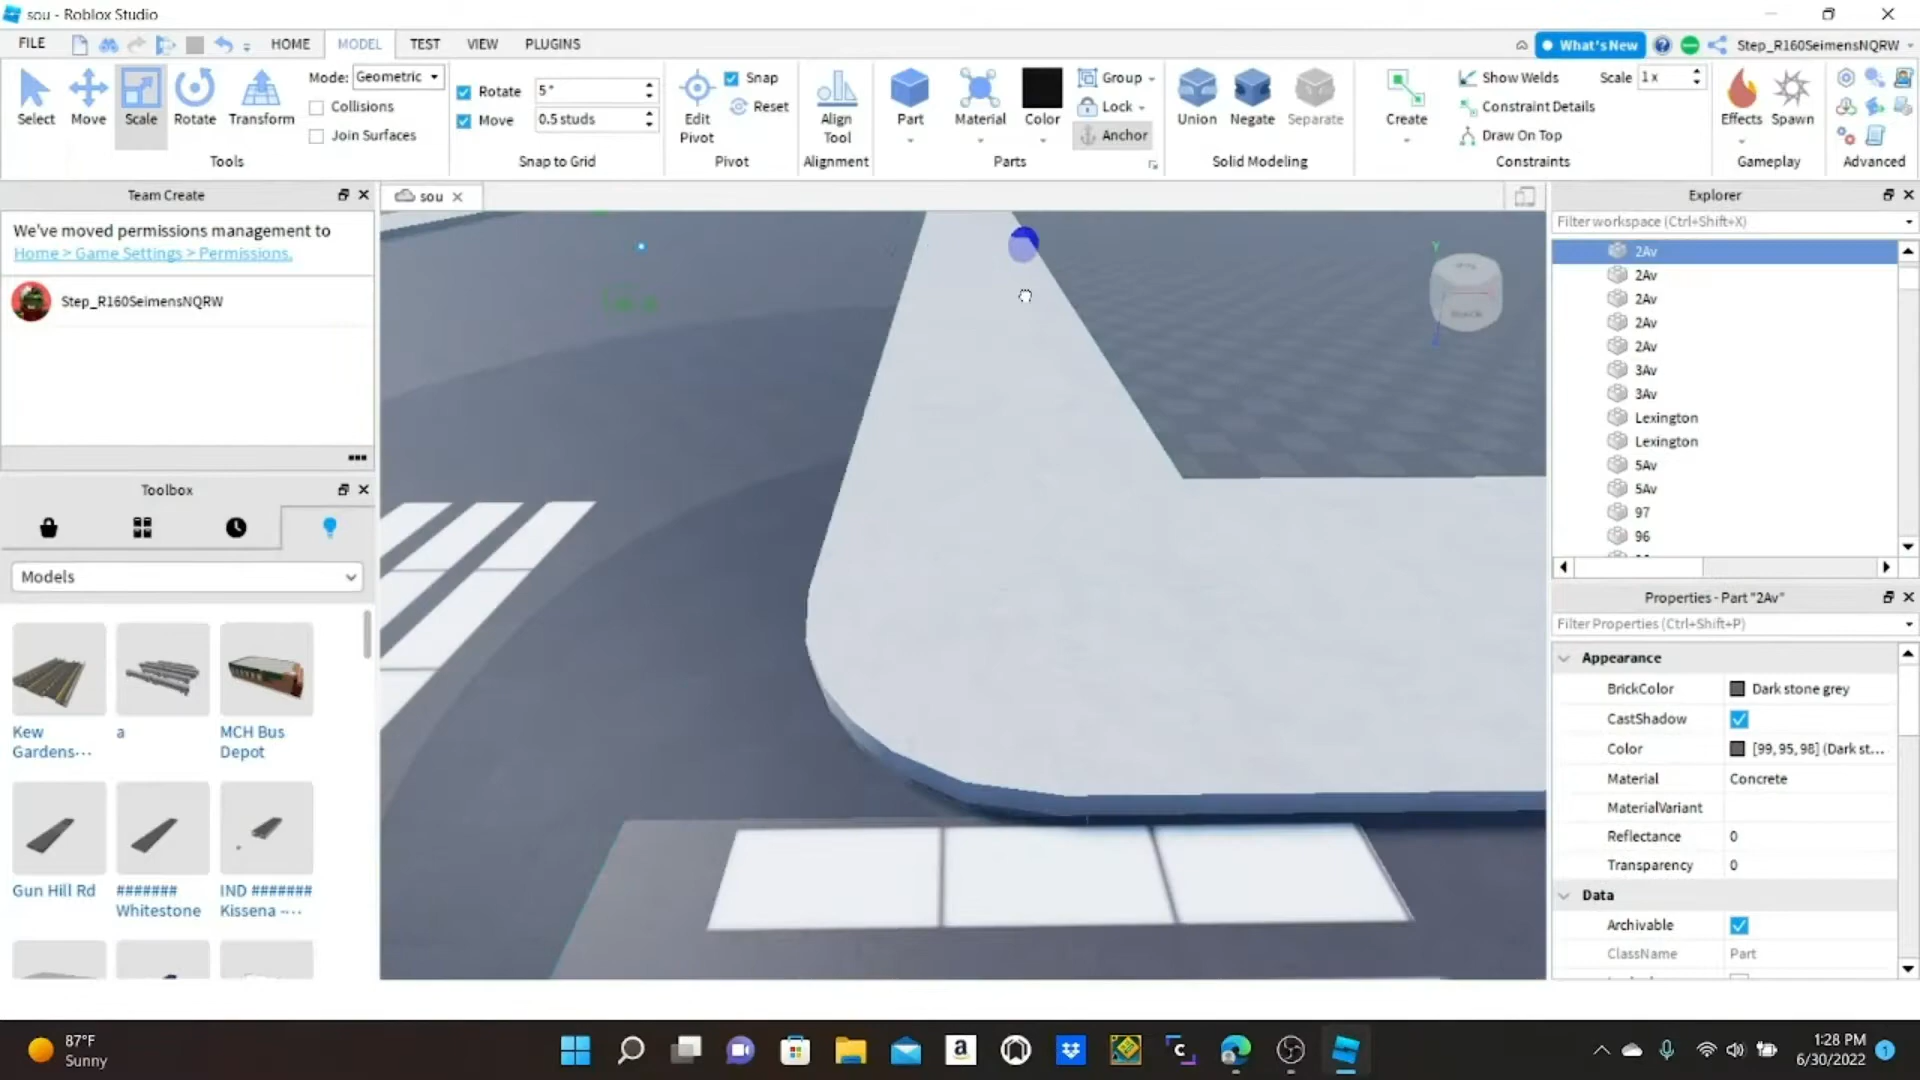 sou - Roblox Studio
FILE HOME MODEL TEST VIEW PLUGINS What's New Step_R160SeimensNQRW
Select Move Scale Rotate Transform
Mode: Geometric
Collisions
Join Surfaces
Tools
Rotate 5°
Move 0.5 studs
Snap to Grid
Edit Pivot
Snap
Reset
Pivot
Align Tool
Alignment
Part Material Color
Group
Lock
Anchor
Parts
Union Negate Separate
Solid Modeling
Create
Show Welds Scale 1 x
Constraint Details
Draw On Top
Constraints
Effects Spawn
Gameplay
Advanced
Team Create
We've moved permissions management to
Home > Game Settings > Permissions.
Step_R160SeimensNQRW
Toolbox
Models
Kew Gardens...
a
MCH Bus Depot
Gun Hill Rd
####### Whitestone
IND ####### Kissena -...
sou
Y
Explorer
Filter workspace (Ctrl+Shift+X)
2Av
2Av
2Av
2Av
2Av
3Av
3Av
Lexington
Lexington
5Av
5Av
97
96
Properties - Part "2Av"
Filter Properties (Ctrl+Shift+P)
Appearance
BrickColor Dark stone grey
CastShadow
Color [99, 95, 98] (Dark st...
Material Concrete
MaterialVariant
Reflectance 0
Transparency 0
Data
Archivable
ClassName Part
87°F
Sunny
a
C
1:28 PM
6/30/2022
1